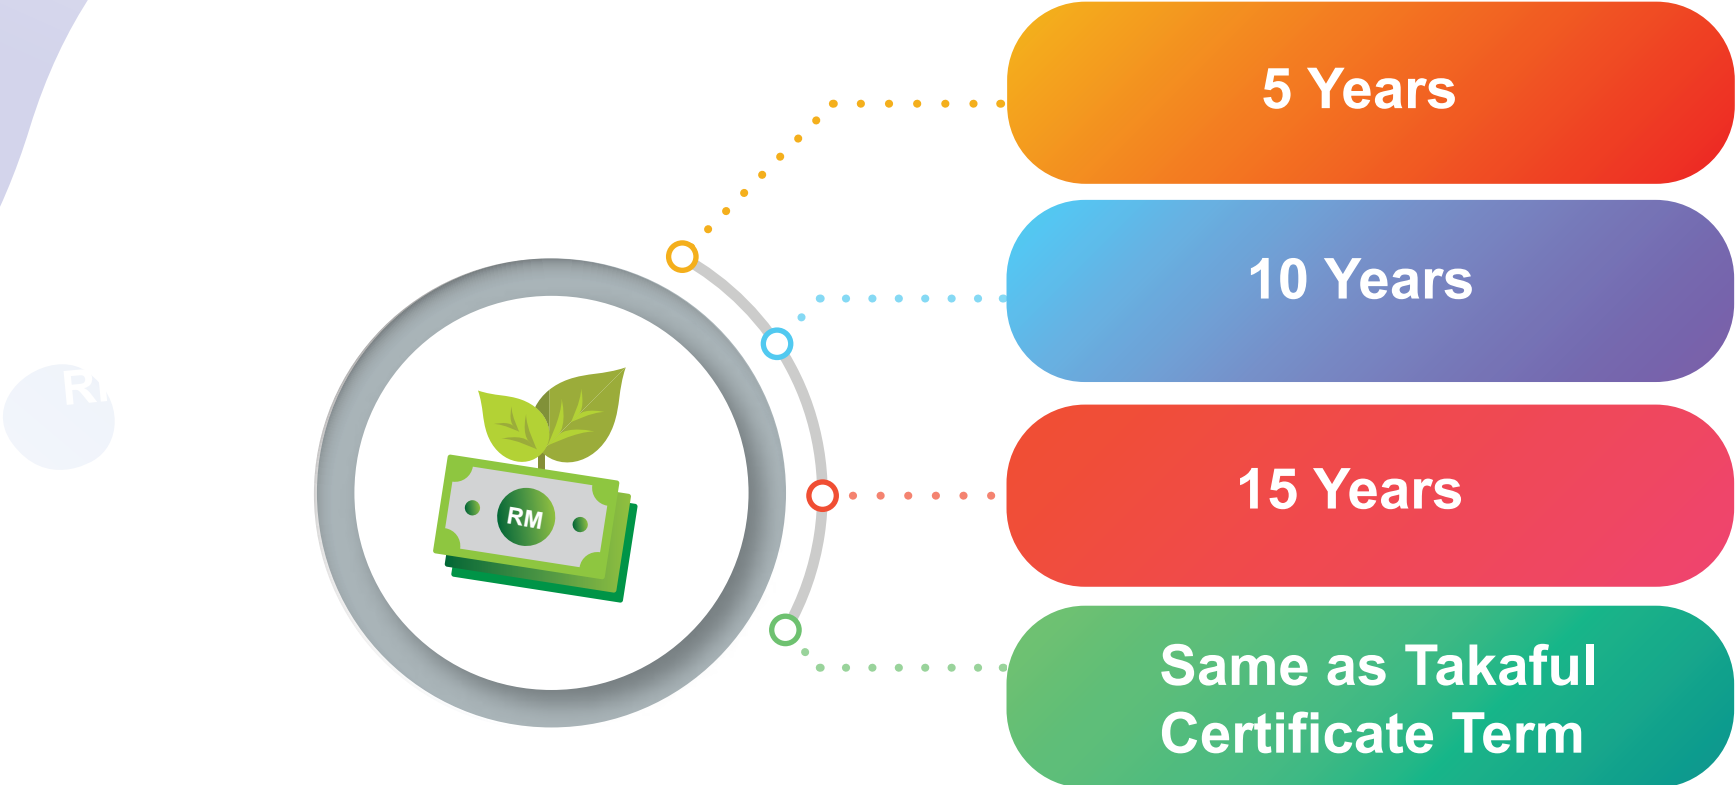 5 Years
10 Years
15 Years
RM
Same as Takaful
Certificate Term